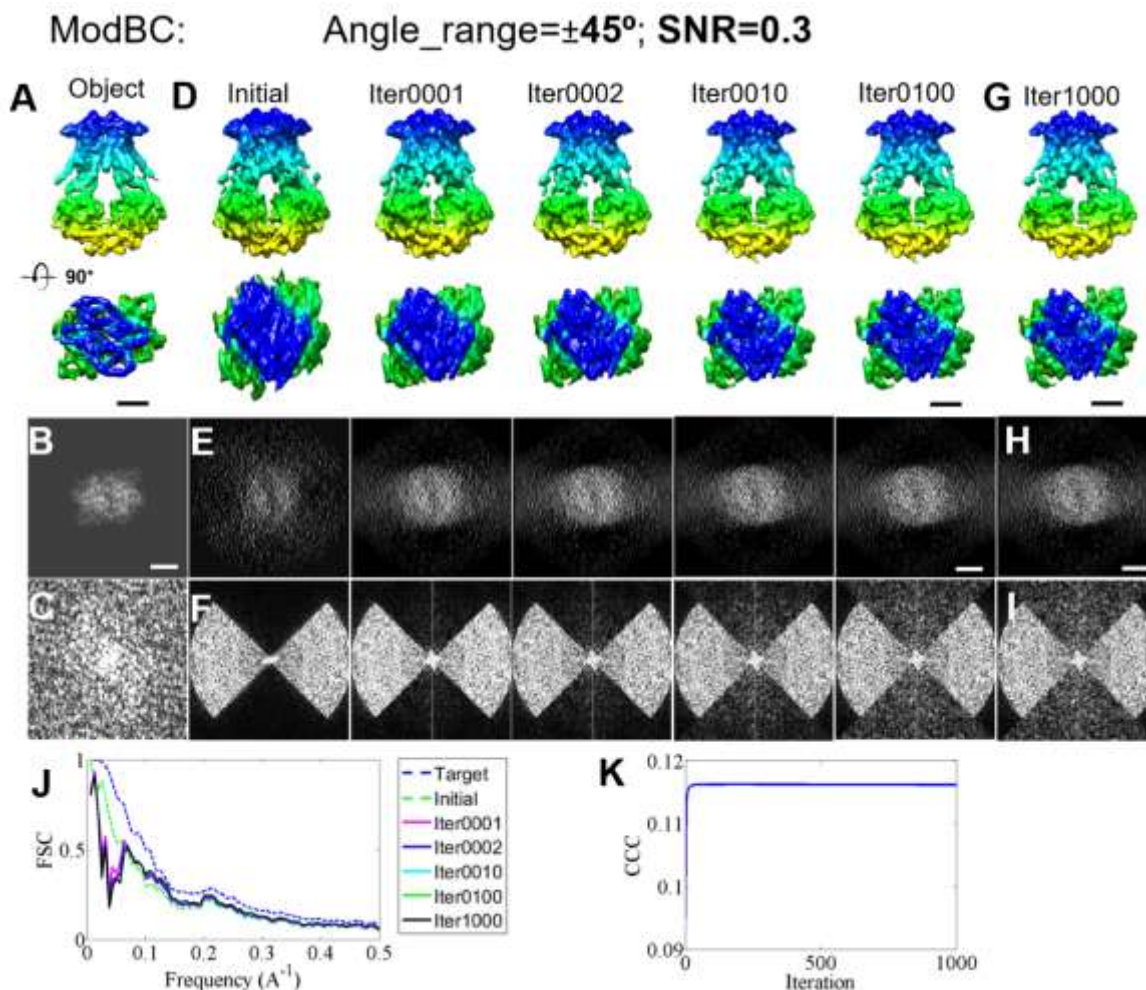 ModBC: Angle_range=±45º; SNR=0.3
A Object D Initial Iter0001 Iter0002 Iter0010 Iter0100 G Iter1000
90°
B E H
C F I
J
1
0.5
0
FSC
0 0.1 0.2 0.3 0.4 0.5
Frequency (A⁻¹)
Target
Initial
Iter0001
Iter0002
Iter0010
Iter0100
Iter1000
K
0.12
0.11
0.1
0.09
CCC
0 500 1000
Iteration